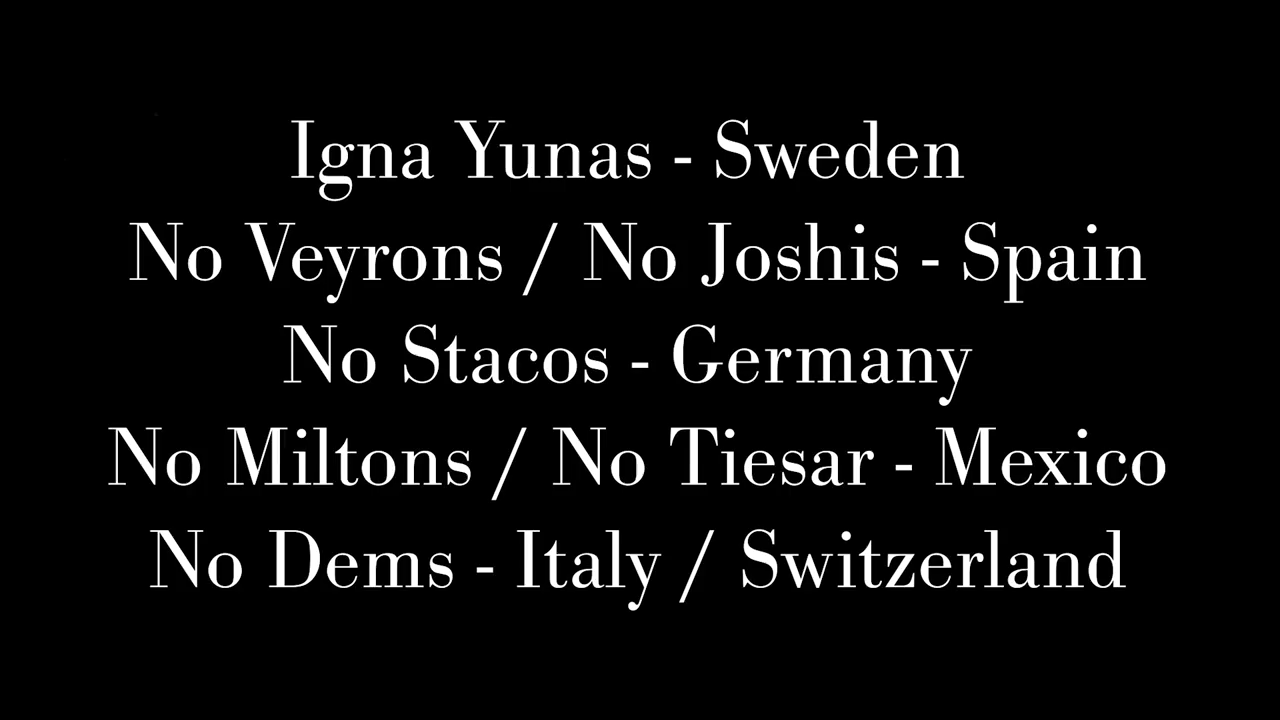 Igna Yunas - Sweden
No Veyrons / No Joshis - Spain
No Stacos - Germany
No Miltons / No Tiesar - Mexico
No Dems - Italy / Switzerland